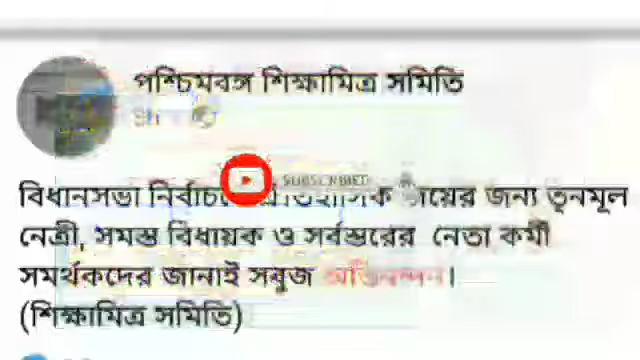 পশ্চিমবঙ্গ শিক্ষামিত্র সমিতি
SUBSCRIBED
বিধানসভা জন্য তৃনমূল
নেত্রী, সমস্ত বিধায়ক ও সর্বস্তরের নেতা কর্মী
সমর্থকদের জানাই সবুজ অভিনন্দন।
(শিক্ষামিত্র সমিতি)